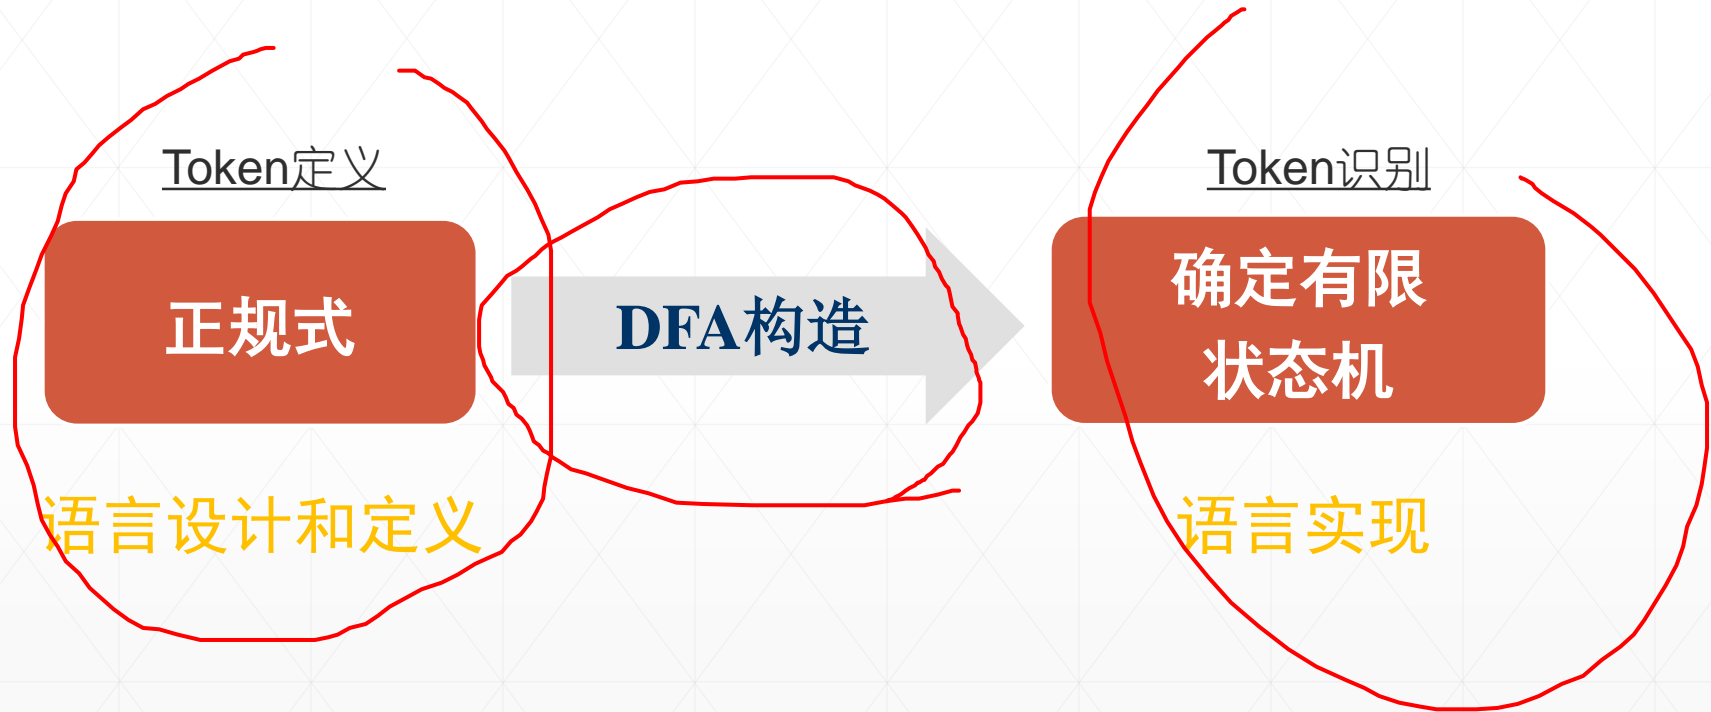 Token定义
Token识别
正规式
DFA构造
确定有限
状态机
语言设计和定义
语言实现